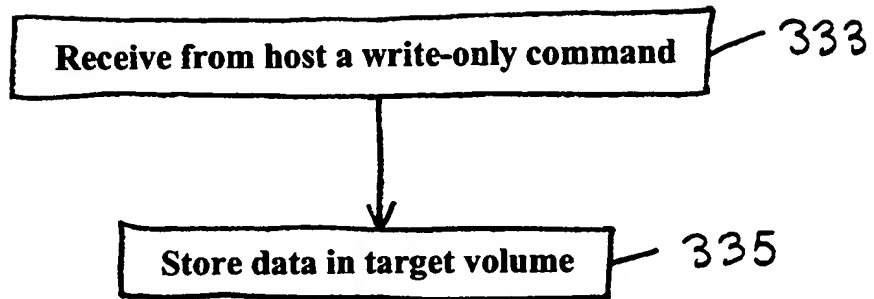 Receive from host a write-only command
333
Store data in target volume
335